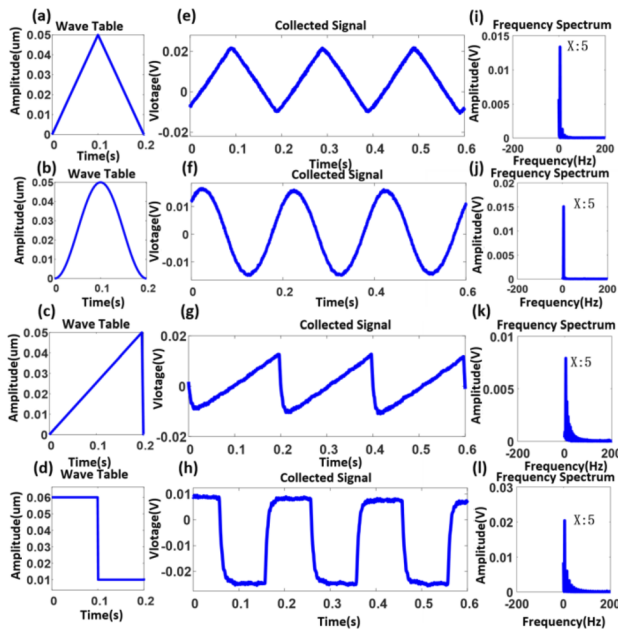 (a) Wave Table
Amplitude(um)
0.05
0.04
0.03
0.02
0.01
0
0 0.1 0.2
Time(s)
(e) Collected Signal
Vlotage(V)
0.02
0
-0.02
0 0.2 0.4 0.6
Time(s)
(i) Frequency Spectrum
Amplitude(V)
0.015
0.01
0.005
0
X:5
-200 0 200
Frequency(Hz)
(b) Wave Table
Amplitude(um)
0.05
0.04
0.03
0.02
0.01
0
0 0.1 0.2
Time(s)
(f) Collected Signal
Vlotage(V)
0.01
0
-0.01
0 0.2 0.4 0.6
Time(s)
(j) Frequency Spectrum
Amplitude(V)
0.02
0.015
0.01
0.005
0
X:5
-200 0 200
Frequency(Hz)
(c) Wave Table
Amplitude(um)
0.05
0.04
0.03
0.02
0.01
0
0 0.1 0.2
Time(s)
(g) Collected Signal
Vlotage(V)
0.02
0
-0.02
0 0.2 0.4 0.6
Time(s)
(k) Frequency Spectrum
Amplitude(V)
0.01
0.005
0
X:5
-200 0 200
Frequency(Hz)
(d) Wave Table
Amplitude(um)
0.06
0.05
0.04
0.03
0.02
0.01
0 0.1 0.2
Time(s)
(h) Collected Signal
Vlotage(V)
0.01
0
-0.01
-0.02
0 0.2 0.4 0.6
Time(s)
(l) Frequency Spectrum
Amplitude(V)
0.03
0.02
0.01
0
X:5
-200 0 200
Frequency(Hz)